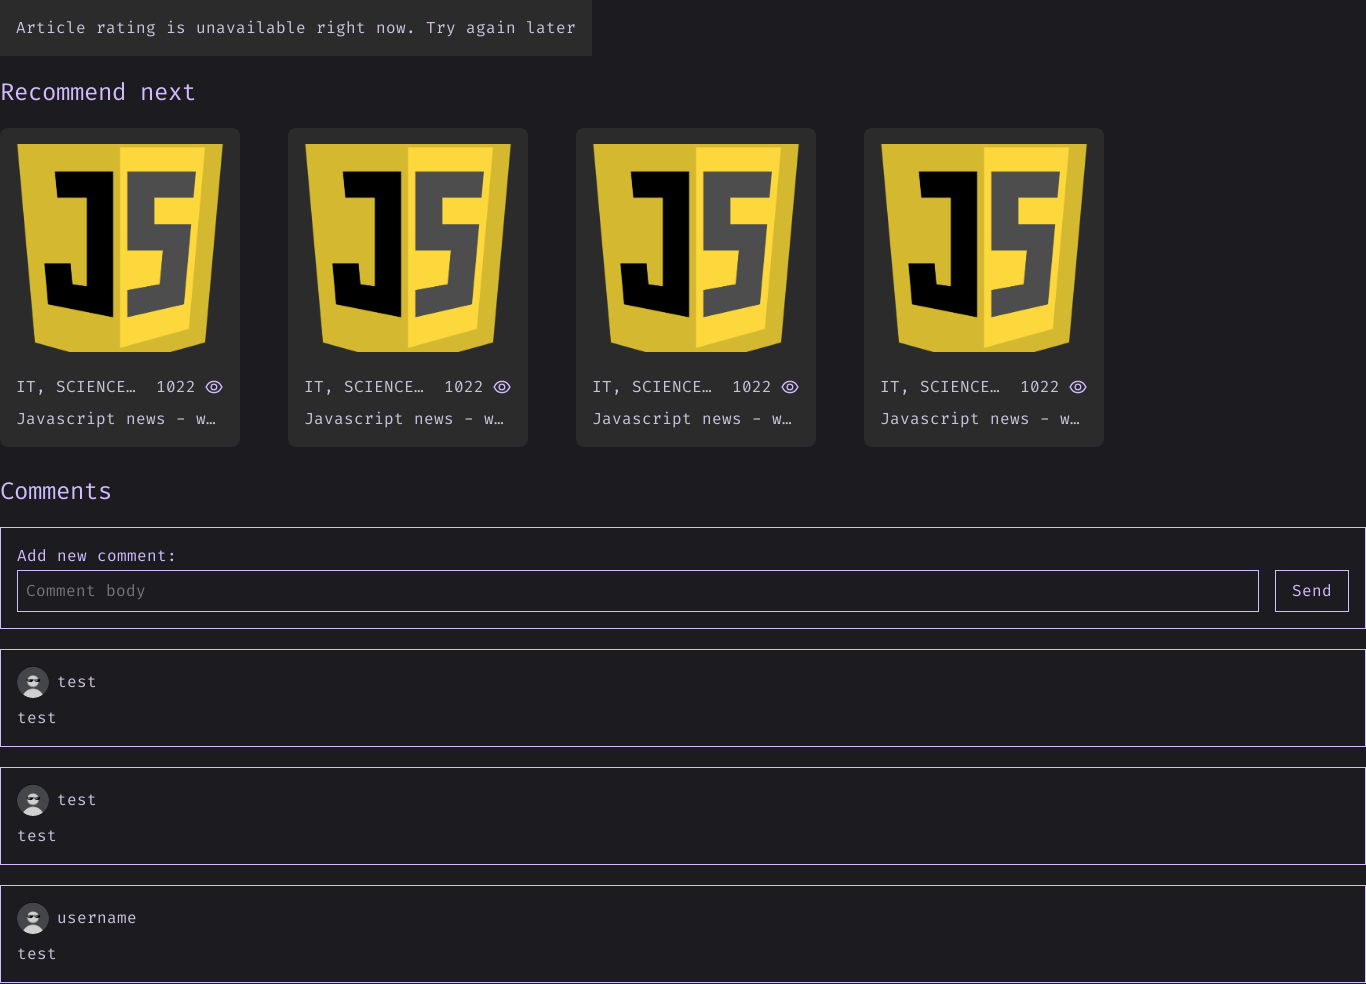 Article rating is unavailable right now. Try again later
Recommend next
JS JS JS JS
IT, SCIENCE… 1022 IT, SCIENCE… 1022 IT, SCIENCE… 1022 IT, SCIENCE… 1022
Javascript news - w… Javascript news - w… Javascript news - w… Javascript news - w…
Comments
Add new comment:
Comment body Send
test
test
test
test
username
test